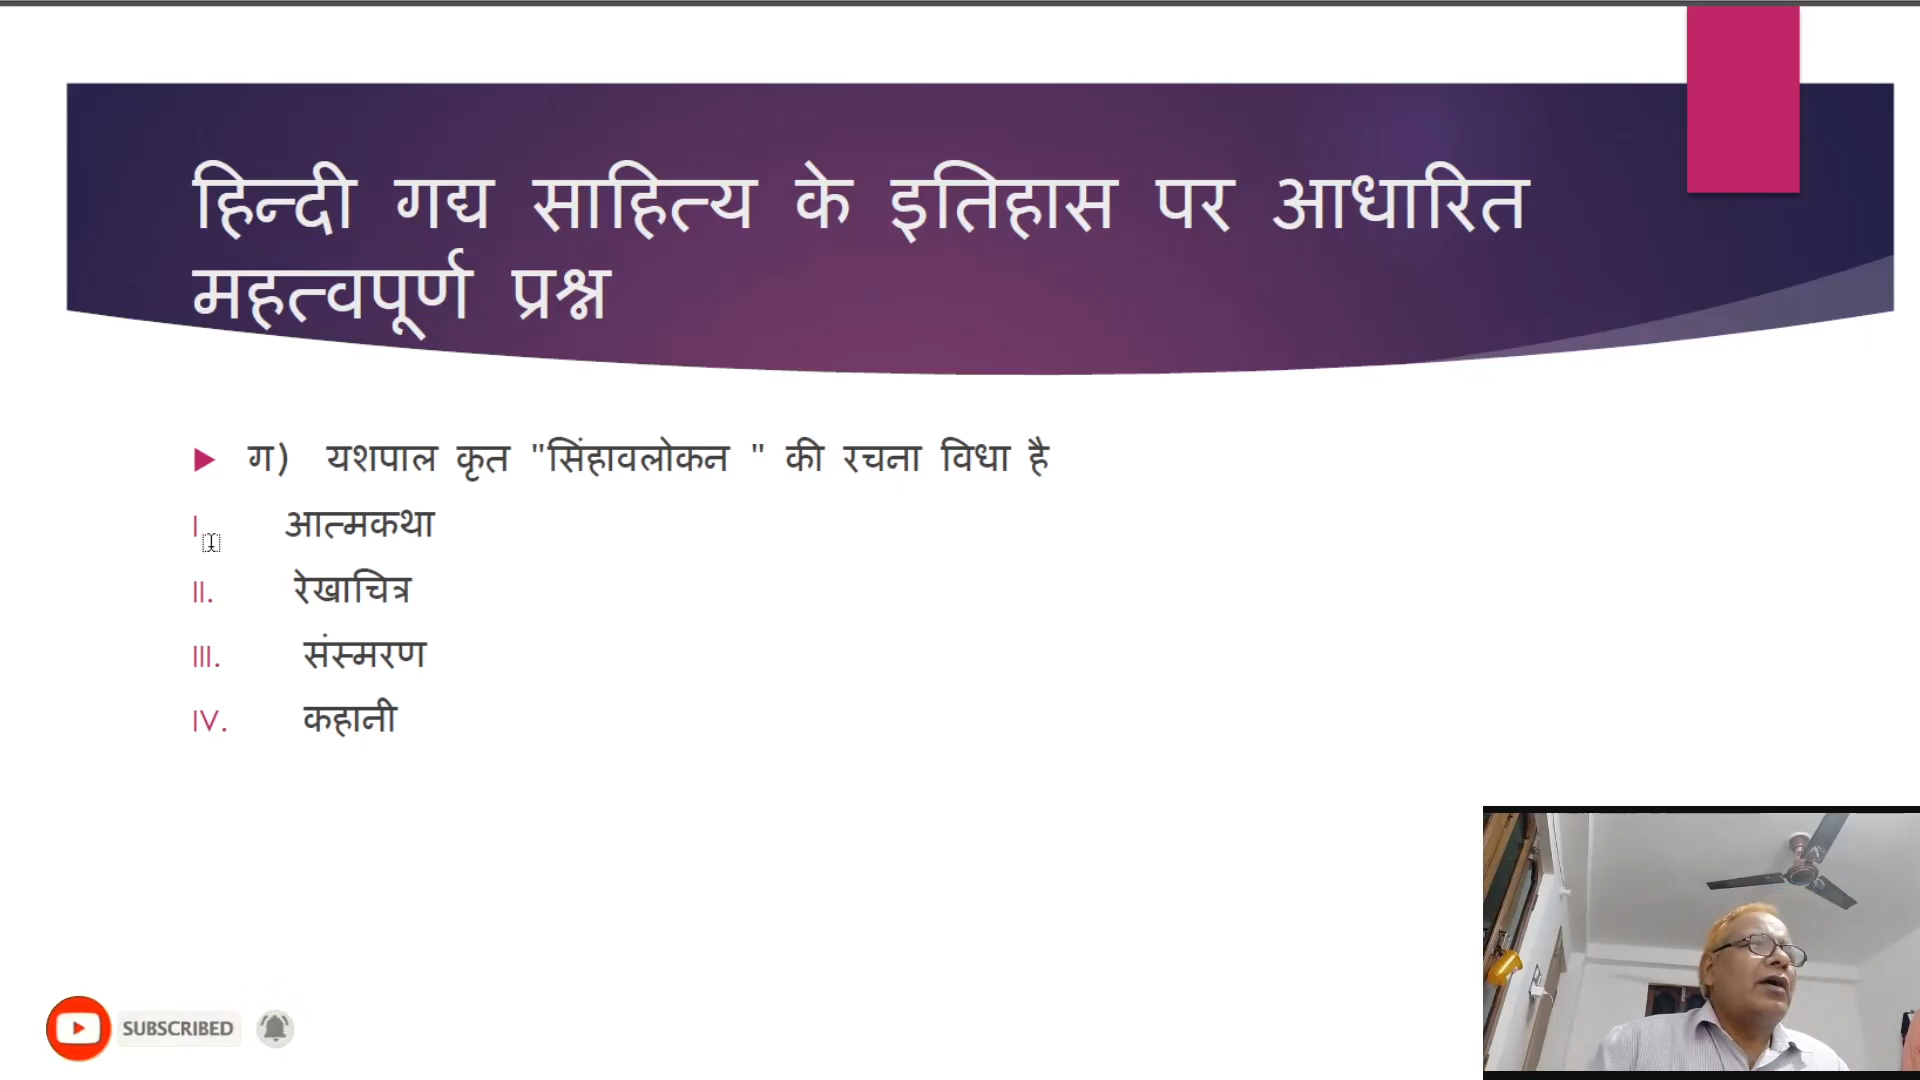 हिन्दी गद्य साहित्य के इतिहास पर आधारित
महत्वपूर्ण प्रश्न
ग) यशपाल कृत "सिंहावलोकन " की रचना विधा है
I. आत्मकथा
II. रेखाचित्र
III. संस्मरण
IV. कहानी
SUBSCRIBED